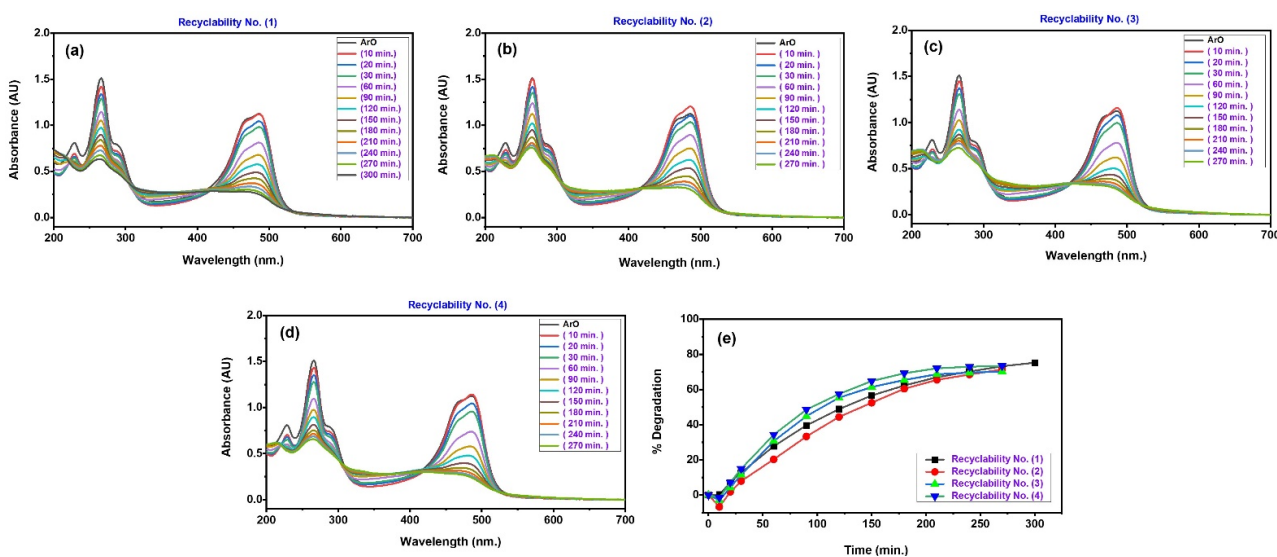 Recyclability No. (1)
(a)
ArO
(10 min.)
(20 min.)
(30 min.)
(60 min.)
(90 min.)
(120 min.)
(150 min.)
(180 min.)
(210 min.)
(240 min.)
(270 min.)
(300 min.)
2.0
1.5
1.0
0.5
0.0
Absorbance (AU)
200 300 400 500 600 700
Wavelength (nm.)
Recyclability No. (2)
(b)
ArO
( 10 min. )
( 20 min. )
( 30 min. )
( 60 min. )
( 90 min. )
( 120 min. )
( 150 min. )
( 180 min. )
( 210 min. )
( 240 min. )
( 270 min. )
2.0
1.5
1.0
0.5
0.0
Absorbance (AU)
200 300 400 500 600 700
Wavelength (nm.)
Recyclability No. (3)
(c)
ArO
( 10 min. )
( 20 min. )
( 30 min. )
( 60 min. )
( 90 min. )
( 120 min. )
( 150 min. )
( 180 min. )
( 210 min. )
( 240 min. )
( 270 min. )
2.0
1.5
1.0
0.5
0.0
Absorbance (AU)
200 300 400 500 600 700
Wavelength (nm.)
Recyclability No. (4)
(d)
ArO
( 10 min. )
( 20 min. )
( 30 min. )
( 60 min. )
( 90 min. )
( 120 min. )
( 150 min. )
( 180 min. )
( 210 min. )
( 240 min. )
( 270 min. )
2.0
1.5
1.0
0.5
0.0
Absorbance (AU)
200 300 400 500 600 700
Wavelength (nm.)
(e)
100
80
60
40
20
0
% Degradation
Recyclability No. (1)
Recyclability No. (2)
Recyclability No. (3)
Recyclability No. (4)
0 50 100 150 200 250 300
Time (min.)